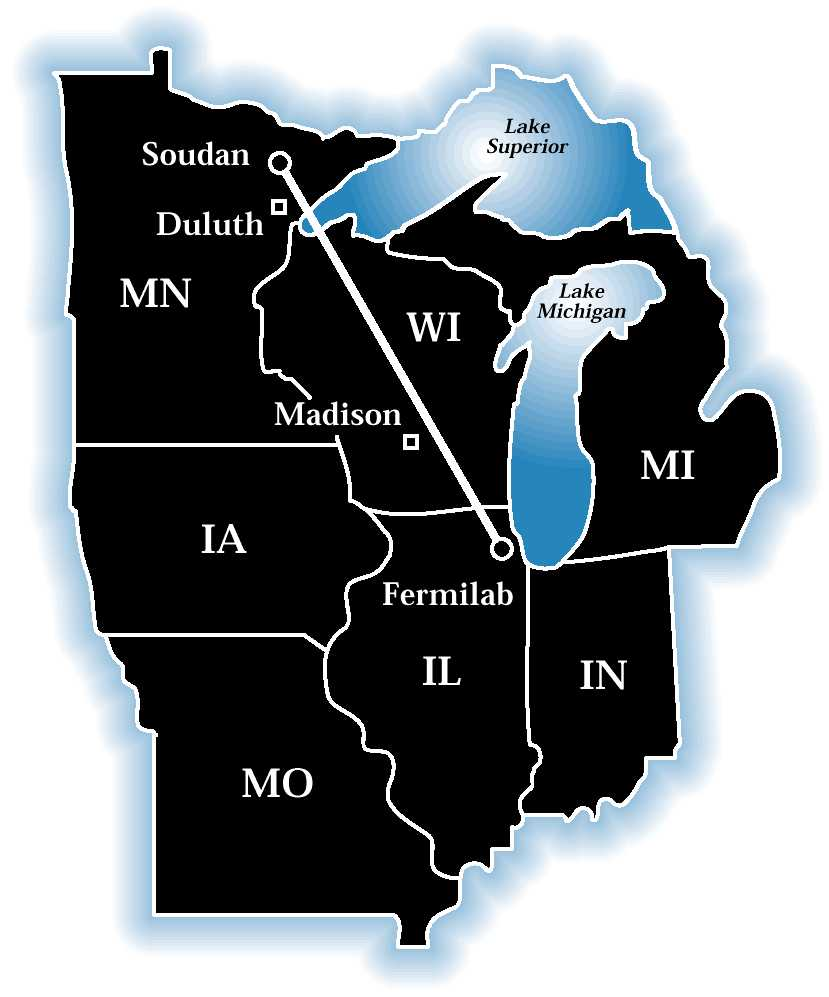 Lake
Superior
Soudan
Duluth
MN
Lake
Michigan
WI
Madison
MI
IA
Fermilab
IL
IN
MO